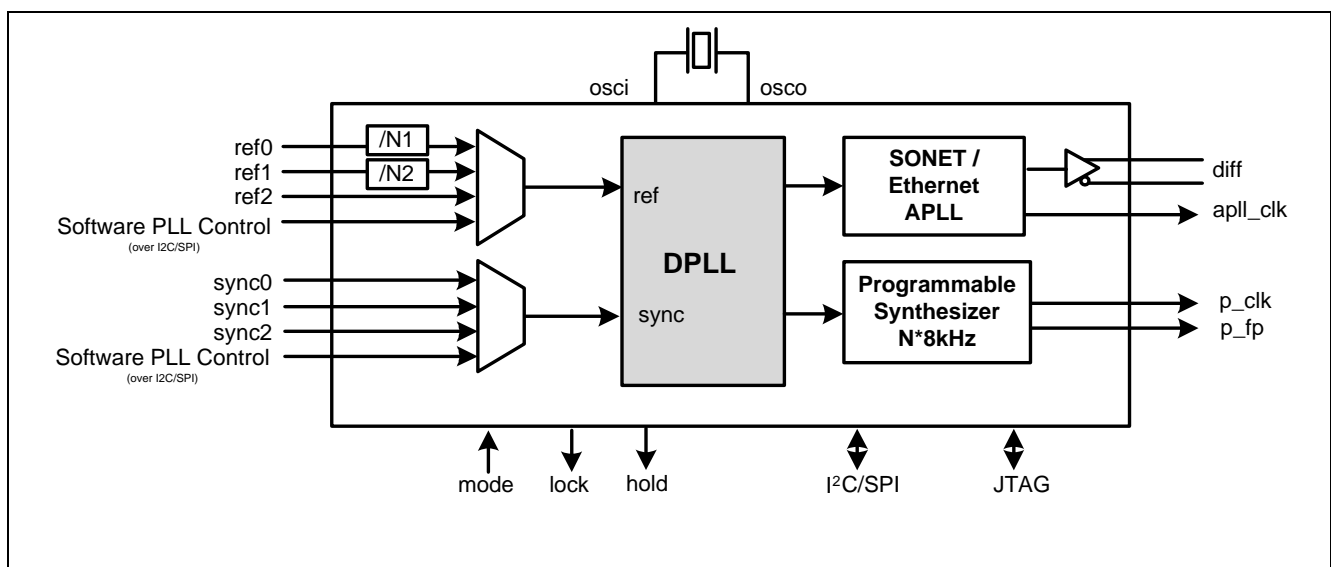 osci
osco
ref0
/N1
ref1
/N2
ref2
Software PLL Control
(over I2C/SPI)
sync0
sync1
sync2
Software PLL Control
(over I2C/SPI)
ref
DPLL
sync
SONET /
Ethernet
APLL
diff
apll_clk
Programmable
Synthesizer
N*8kHz
p_clk
p_fp
mode
lock
hold
I²C/SPI
JTAG